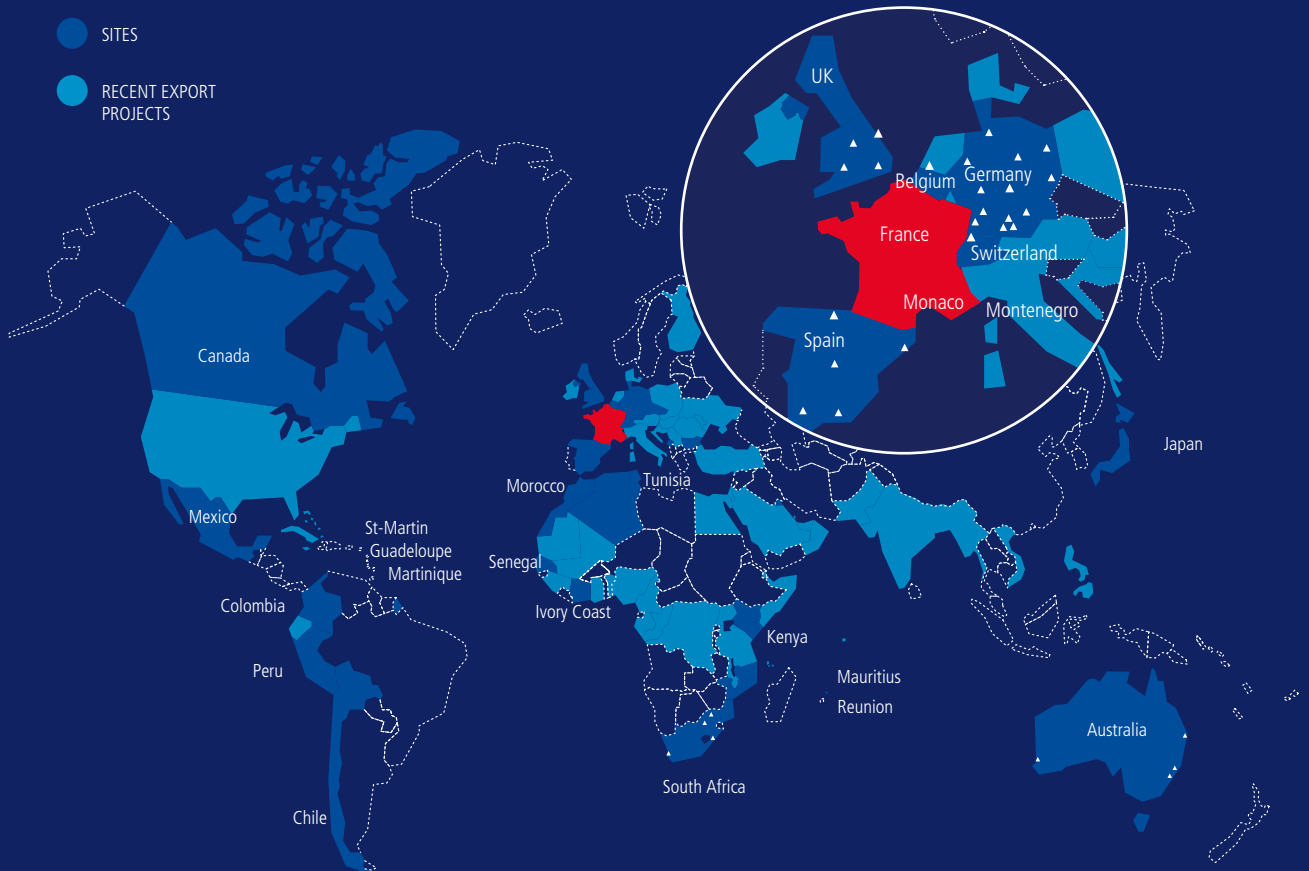 SITES
RECENT EXPORT
PROJECTS
UK
Belgium
Germany
France
Switzerland
Monaco
Montenegro
Spain
Canada
Japan
Morocco
Tunisia
Mexico
St-Martin
Guadeloupe
Martinique
Senegal
Colombia
Ivory Coast
Kenya
Peru
Mauritius
Reunion
Australia
South Africa
Chile